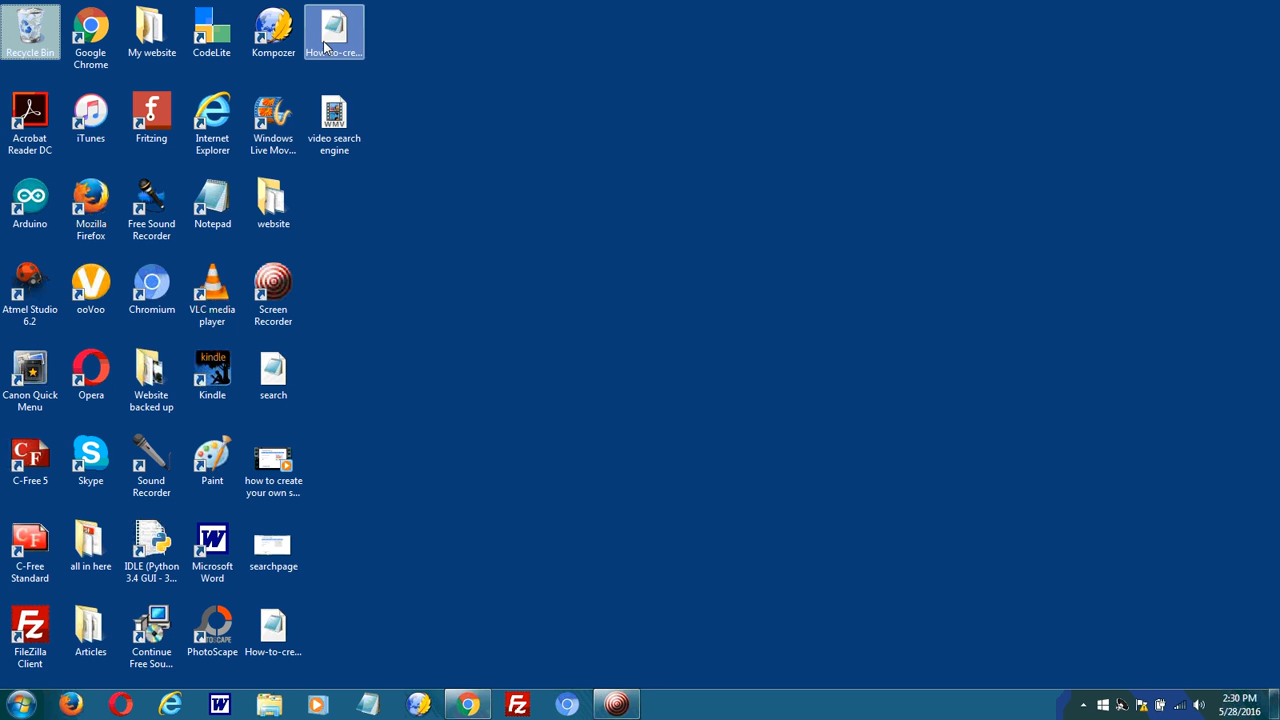 Recycle Bin
Google
Chrome
My website
CodeLite
Kompozer
How-to-cre...
Acrobat
Reader DC
iTunes
Fritzing
Internet
Explorer
Windows
Live Mov...
WMV
video search
engine
Arduino
Mozilla
Firefox
Free Sound
Recorder
Notepad
website
Atmel Studio
6.2
ooVoo
Chromium
VLC media
player
Screen
Recorder
Canon Quick
Menu
Opera
Website
backed up
kindle
Kindle
search
C-Free 5
Skype
Sound
Recorder
Paint
how to create
your own s...
C-Free
Standard
all in here
IDLE (Python
3.4 GUI - 3...
Microsoft
Word
searchpage
FileZilla
Client
Articles
Continue
Free Sou...
PhotoScape
How-to-cre...
2:30 PM
5/28/2016